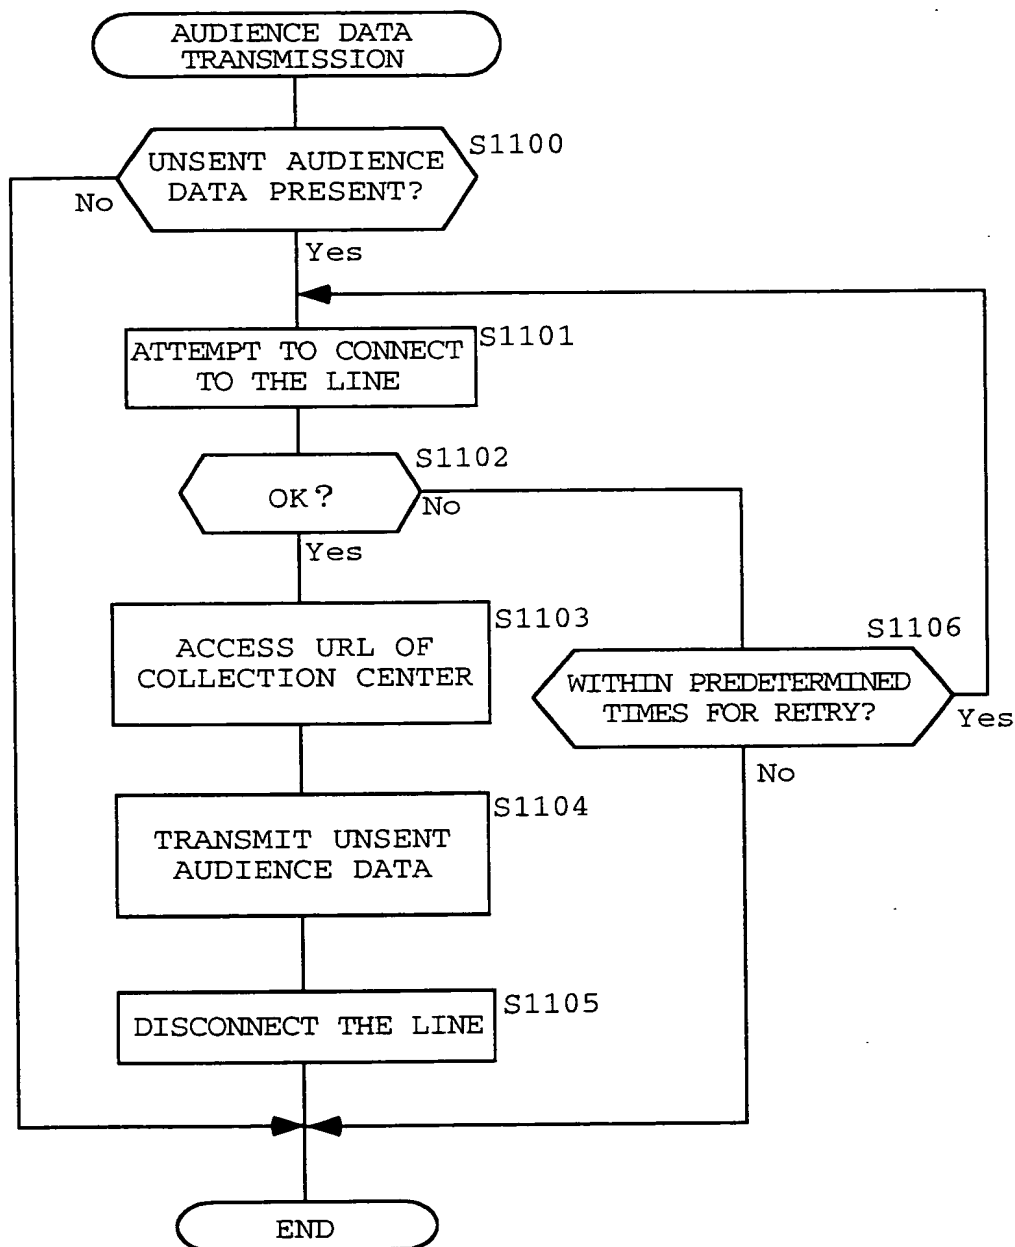 AUDIENCE DATA
TRANSMISSION
S1100
UNSENT AUDIENCE
DATA PRESENT?
No
Yes
S1101
ATTEMPT TO CONNECT
TO THE LINE
S1102
OK?
No
Yes
S1103
ACCESS URL OF
COLLECTION CENTER
S1106
WITHIN PREDETERMINED
TIMES FOR RETRY?
Yes
No
S1104
TRANSMIT UNSENT
AUDIENCE DATA
S1105
DISCONNECT THE LINE
END